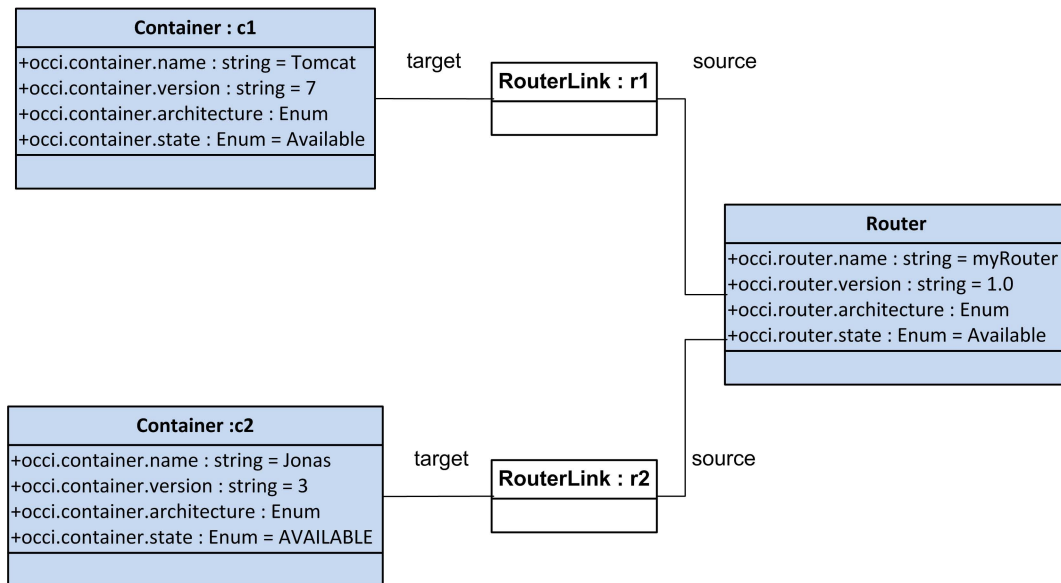 Container : c1
+occi.container.name : string = Tomcat
+occi.container.version : string = 7
+occi.container.architecture : Enum
+occi.container.state : Enum = Available
target
RouterLink : r1
source
Router
+occi.router.name : string = myRouter
+occi.router.version : string = 1.0
+occi.router.architecture : Enum
+occi.router.state : Enum = Available
Container :c2
+occi.container.name : string = Jonas
+occi.container.version : string = 3
+occi.container.architecture : Enum
+occi.container.state : Enum = AVAILABLE
target
RouterLink : r2
source